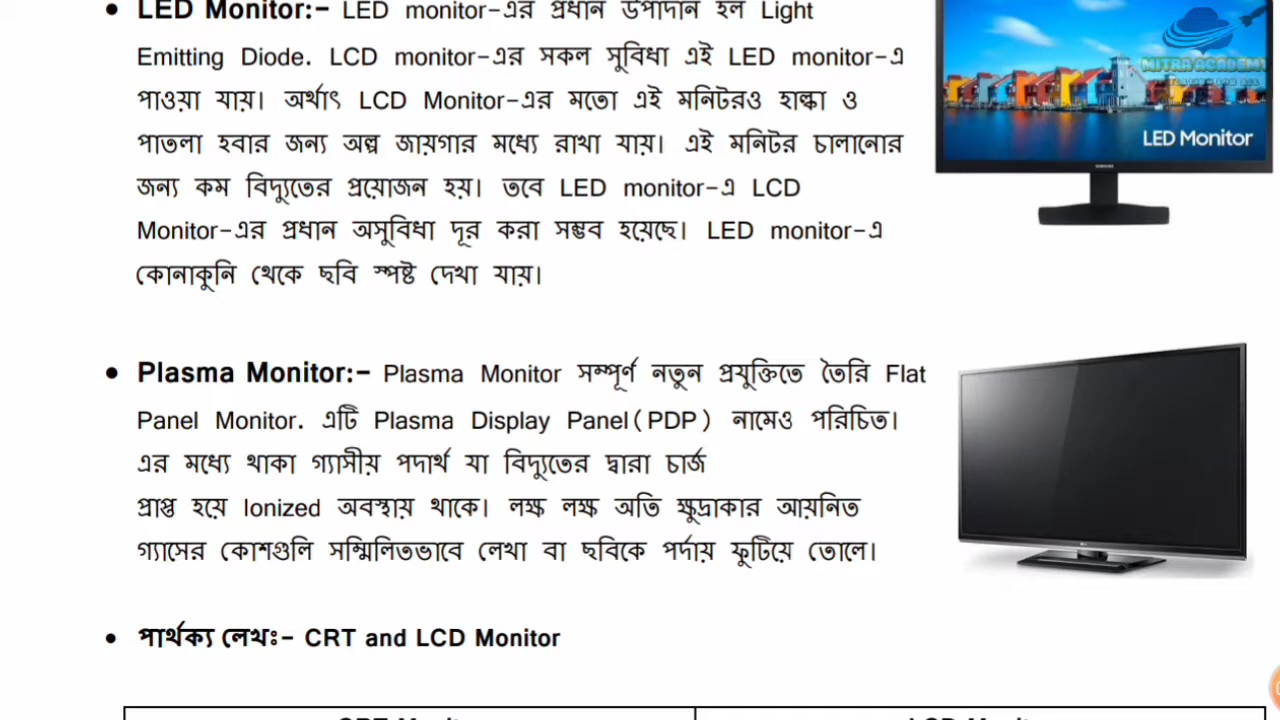 • LED Monitor:- LED monitor-এর প্রধান উপাদান হল Light
Emitting Diode. LCD monitor-এর সকল সুবিধা এই LED monitor-এ
পাওয়া যায়। অর্থাৎ LCD Monitor-এর মতো এই মনিটরও হাল্কা ও
পাতলা হবার জন্য অল্প জায়গার মধ্যে রাখা যায়। এই মনিটর চালানোর
জন্য কম বিদ্যুতের প্রয়োজন হয়। তবে LED monitor-এ LCD
Monitor-এর প্রধান অসুবিধা দূর করা সম্ভব হয়েছে। LED monitor-এ
কোনাকুনি থেকে ছবি স্পষ্ট দেখা যায়।
MITRA ACADEMY
LED Monitor
SAMSUNG
• Plasma Monitor:- Plasma Monitor সম্পূর্ণ নতুন প্রযুক্তিতে তৈরি Flat
Panel Monitor. এটি Plasma Display Panel(PDP) নামেও পরিচিত।
এর মধ্যে থাকা গ্যাসীয় পদার্থ যা বিদ্যুতের দ্বারা চার্জ
প্রাপ্ত হয়ে Ionized অবস্থায় থাকে। লক্ষ লক্ষ অতি ক্ষুদ্রাকার আয়নিত
গ্যাসের কোশগুলি সম্মিলিতভাবে লেখা বা ছবিকে পর্দায় ফুটিয়ে তোলে।
• পার্থক্য লেখঃ- CRT and LCD Monitor